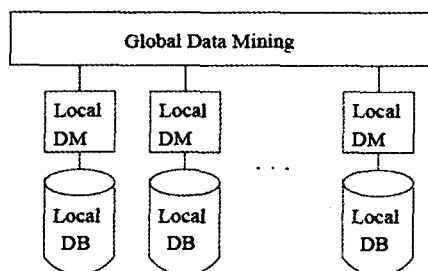 Global Data Mining
Local Local Local
DM DM DM
. . .
Local Local Local
DB DB DB